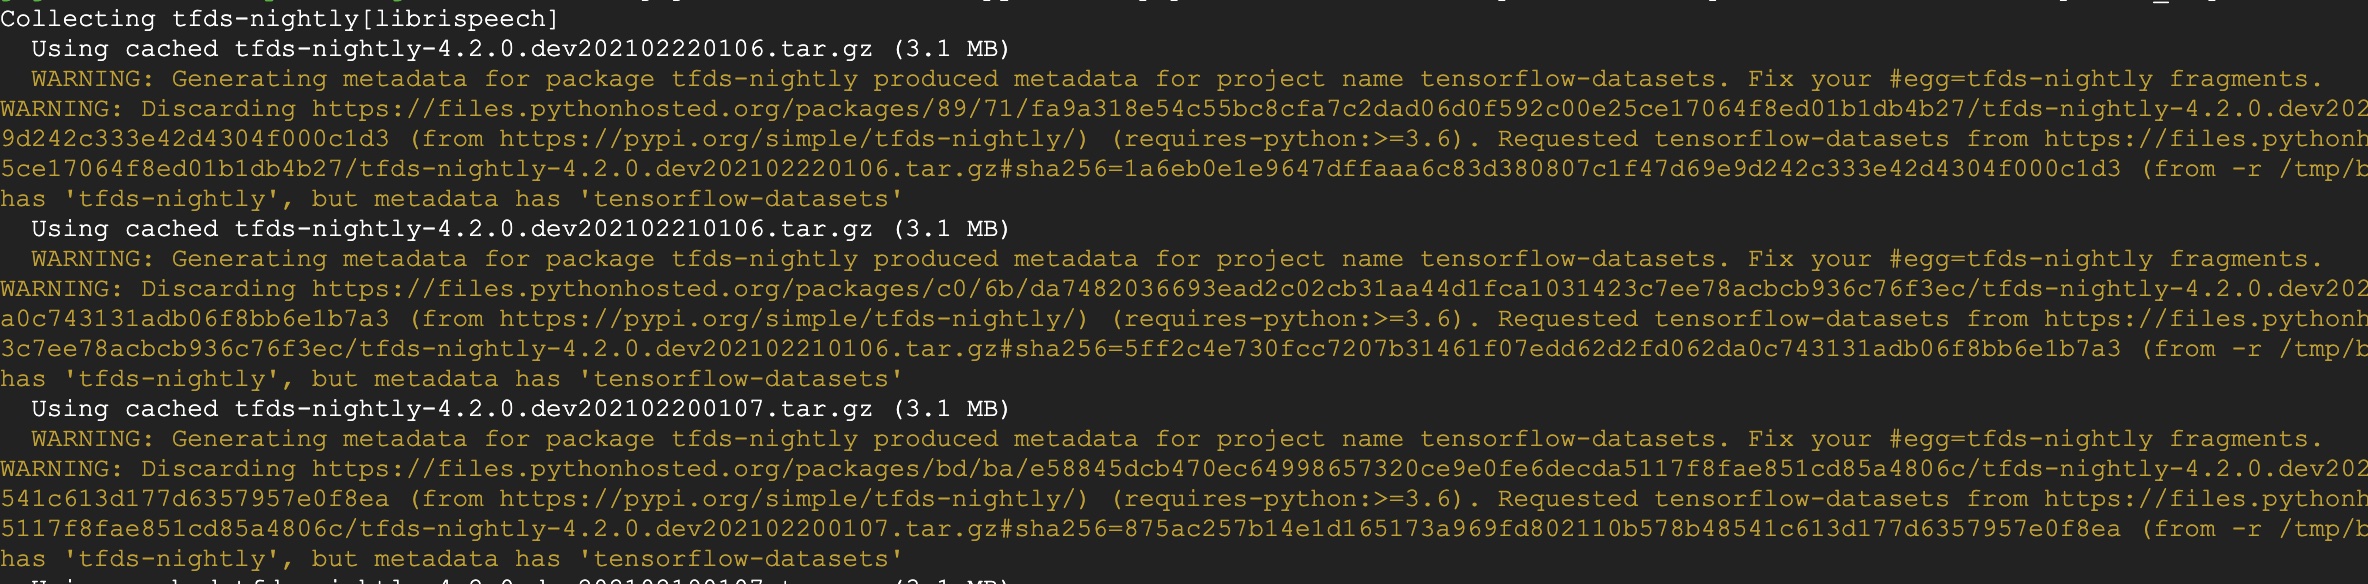 Collecting tfds-nightly[librispeech]
Using cached tfds-nightly-4.2.0.dev202102220106.tar.gz (3.1 MB)
WARNING: Generating metadata for package tfds-nightly produced metadata for project name tensorflow-datasets. Fix your #egg=tfds-nightly fragments.
WARNING: Discarding https://files.pythonhosted.org/packages/89/71/fa9a318e54c55bc8cfa7c2dad06d0f592c00e25ce17064f8ed01b1db4b27/tfds-nightly-4.2.0.dev202
9d242c333e42d4304f000c1d3 (from https://pypi.org/simple/tfds-nightly/) (requires-python:>=3.6). Requested tensorflow-datasets from https://files.pythonh
5ce17064f8ed01b1db4b27/tfds-nightly-4.2.0.dev202102220106.tar.gz#sha256=1a6eb0e1e9647dffaaa6c83d380807c1f47d69e9d242c333e42d4304f000c1d3 (from -r /tmp/b
has 'tfds-nightly', but metadata has 'tensorflow-datasets'
Using cached tfds-nightly-4.2.0.dev202102210106.tar.gz (3.1 MB)
WARNING: Generating metadata for package tfds-nightly produced metadata for project name tensorflow-datasets. Fix your #egg=tfds-nightly fragments.
WARNING: Discarding https://files.pythonhosted.org/packages/c0/6b/da7482036693ead2c02cb31aa44d1fca1031423c7ee78acbcb936c76f3ec/tfds-nightly-4.2.0.dev202
a0c743131adb06f8bb6e1b7a3 (from https://pypi.org/simple/tfds-nightly/) (requires-python:>=3.6). Requested tensorflow-datasets from https://files.pythonh
3c7ee78acbcb936c76f3ec/tfds-nightly-4.2.0.dev202102210106.tar.gz#sha256=5ff2c4e730fcc7207b31461f07edd62d2fd062da0c743131adb06f8bb6e1b7a3 (from -r /tmp/b
has 'tfds-nightly', but metadata has 'tensorflow-datasets'
Using cached tfds-nightly-4.2.0.dev202102200107.tar.gz (3.1 MB)
WARNING: Generating metadata for package tfds-nightly produced metadata for project name tensorflow-datasets. Fix your #egg=tfds-nightly fragments.
WARNING: Discarding https://files.pythonhosted.org/packages/bd/ba/e58845dcb470ec64998657320ce9e0fe6decda5117f8fae851cd85a4806c/tfds-nightly-4.2.0.dev202
541c613d177d6357957e0f8ea (from https://pypi.org/simple/tfds-nightly/) (requires-python:>=3.6). Requested tensorflow-datasets from https://files.pythonh
5117f8fae851cd85a4806c/tfds-nightly-4.2.0.dev202102200107.tar.gz#sha256=875ac257b14e1d165173a969fd802110b578b48541c613d177d6357957e0f8ea (from -r /tmp/b
has 'tfds-nightly', but metadata has 'tensorflow-datasets'